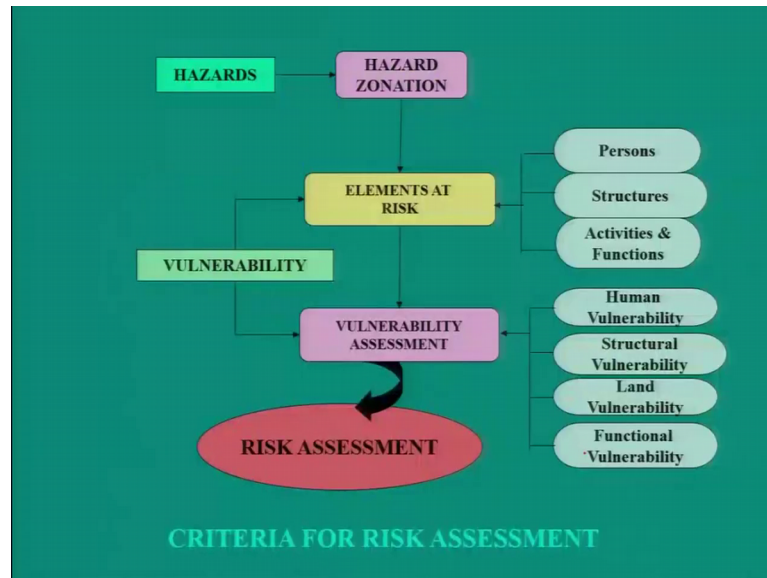 HAZARDS
HAZARD
ZONATION
ELEMENTS AT
RISK
Persons
Structures
Activities &
Functions
VULNERABILITY
VULNERABILITY
ASSESSMENT
Human
Vulnerability
Structural
Vulnerability
Land
Vulnerability
Functional
Vulnerability
RISK ASSESSMENT
CRITERIA FOR RISK ASSESSMENT